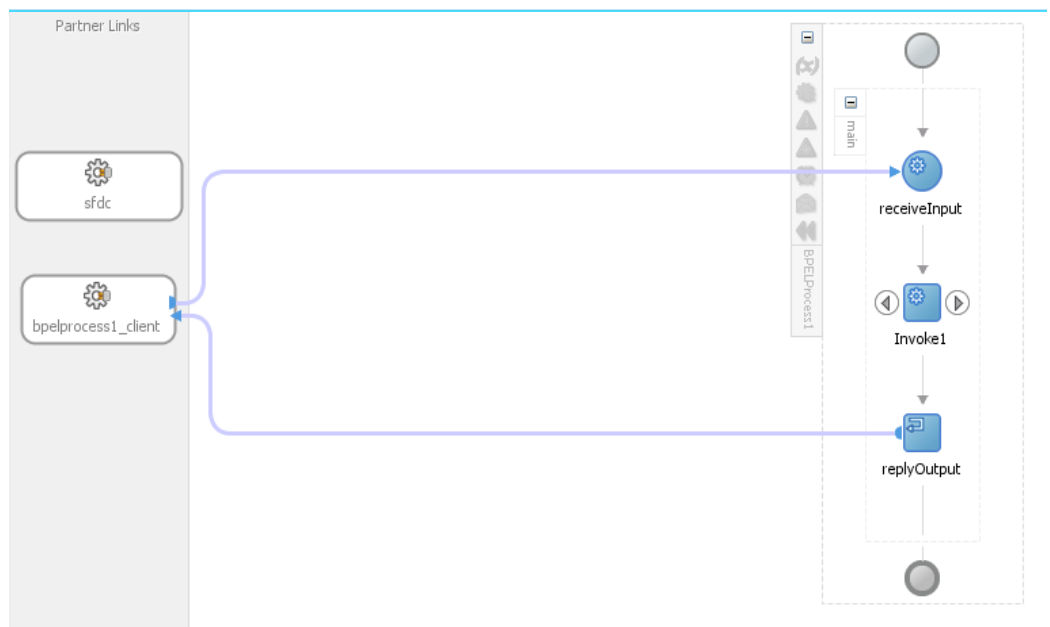 Partner Links
sfdc
bpelprocess1_client
BPELProcess1
main
receiveInput
Invoke1
replyOutput